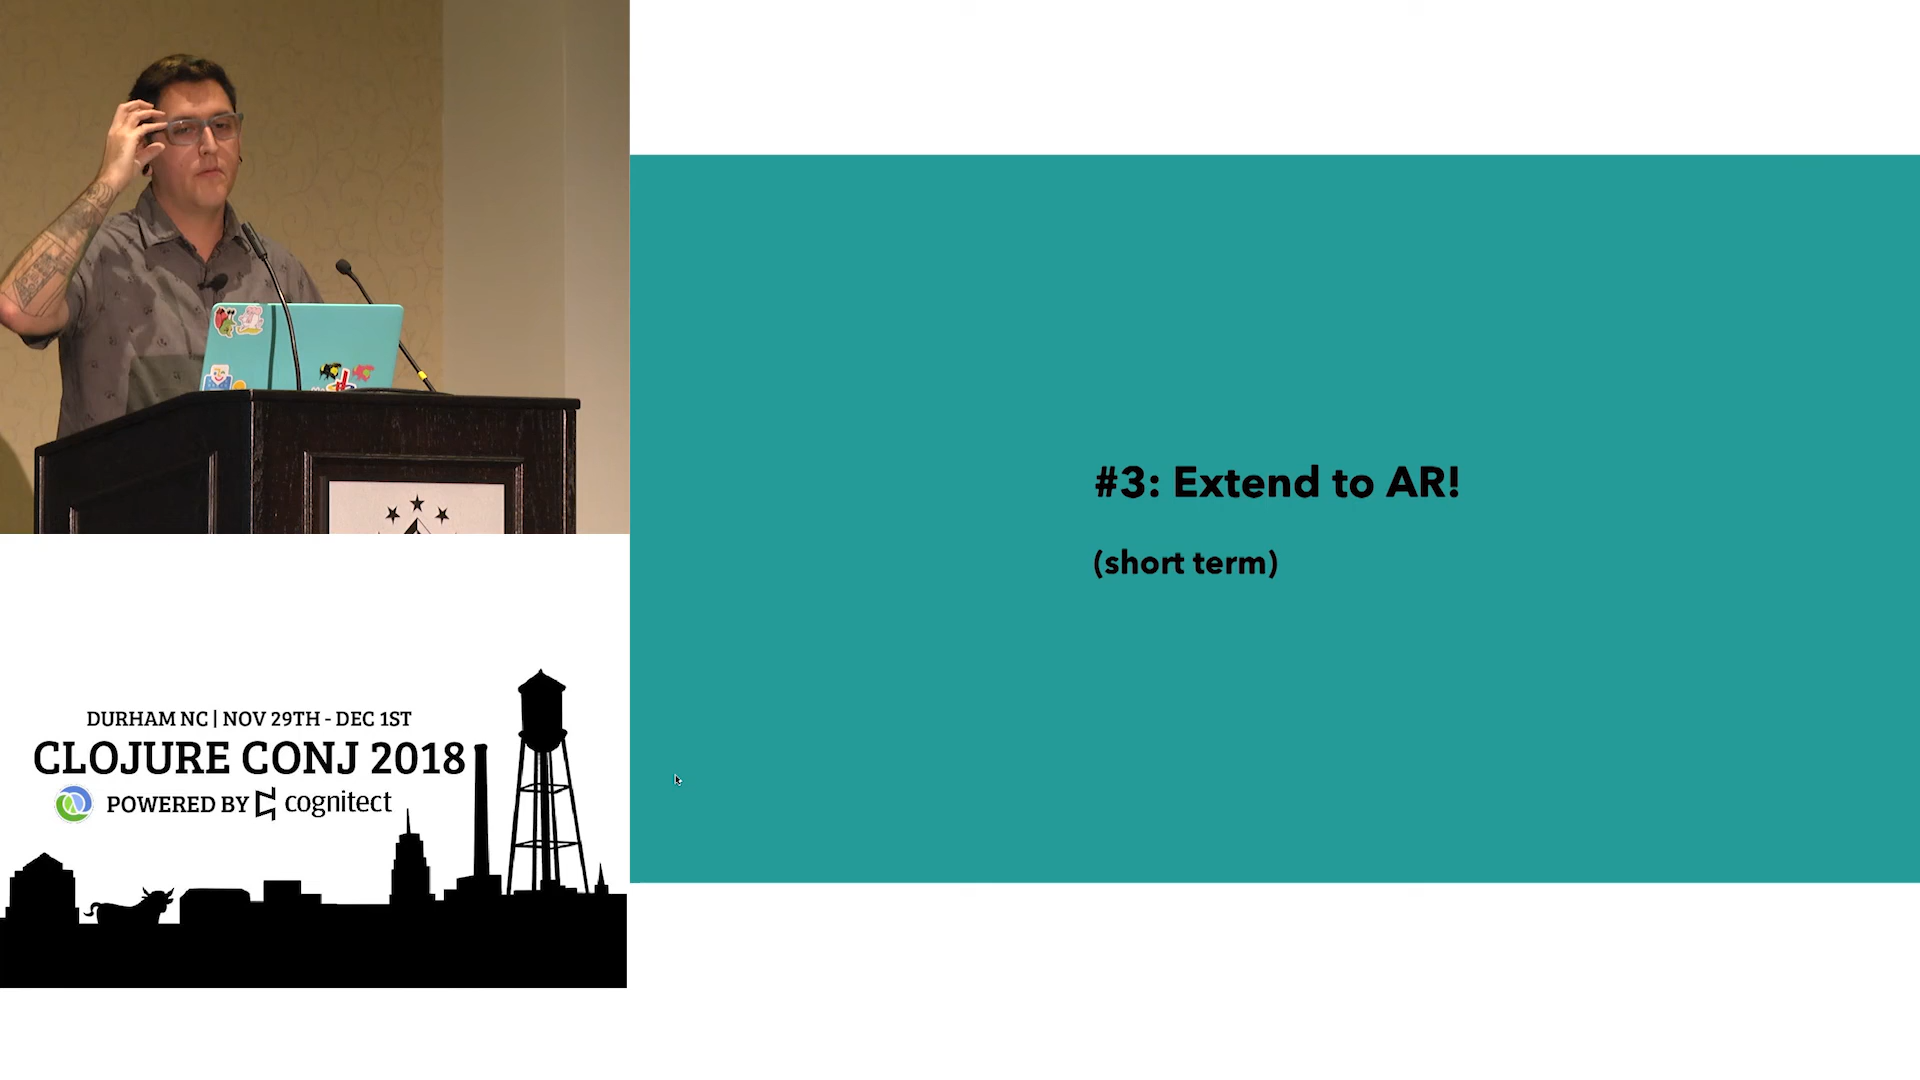 #3: Extend to AR!
(short term)
DURHAM NC | NOV 29TH - DEC 1ST
CLOJURE CONJ 2018
POWERED BY cognitect